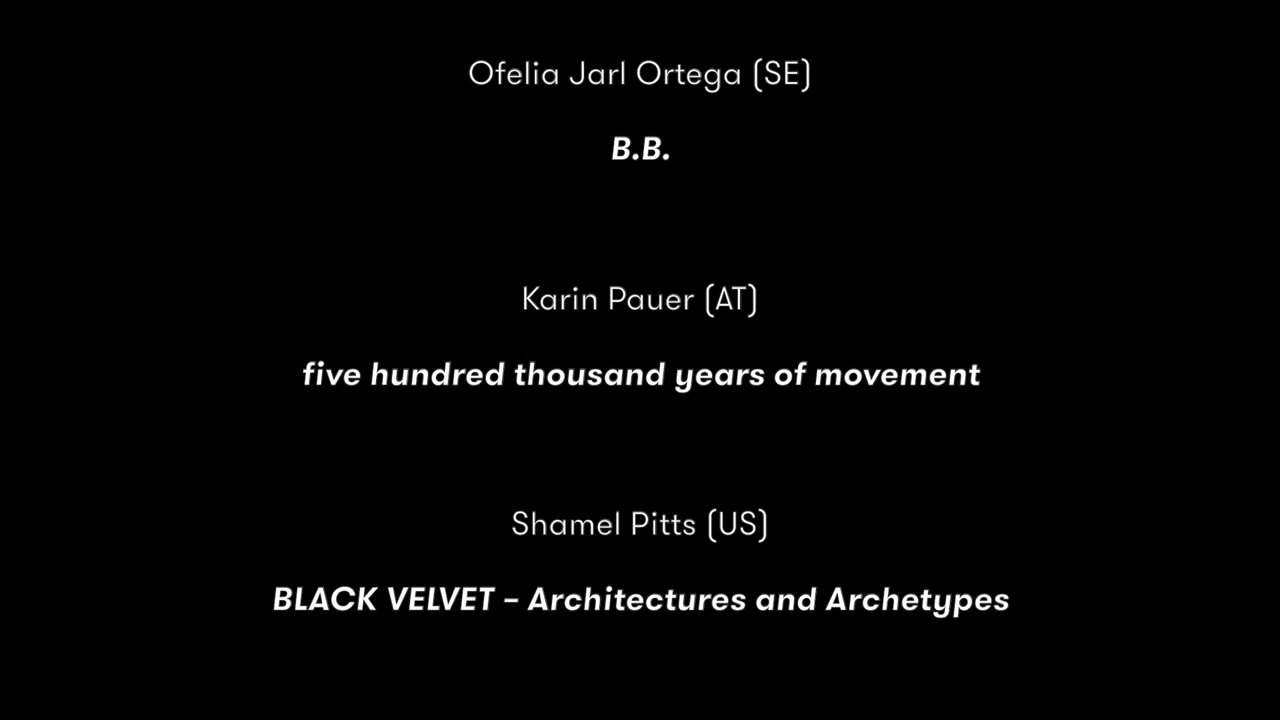 Ofelia Jarl Ortega (SE)
B.B.
Karin Pauer (AT)
five hundred thousand years of movement
Shamel Pitts (US)
BLACK VELVET – Architectures and Archetypes